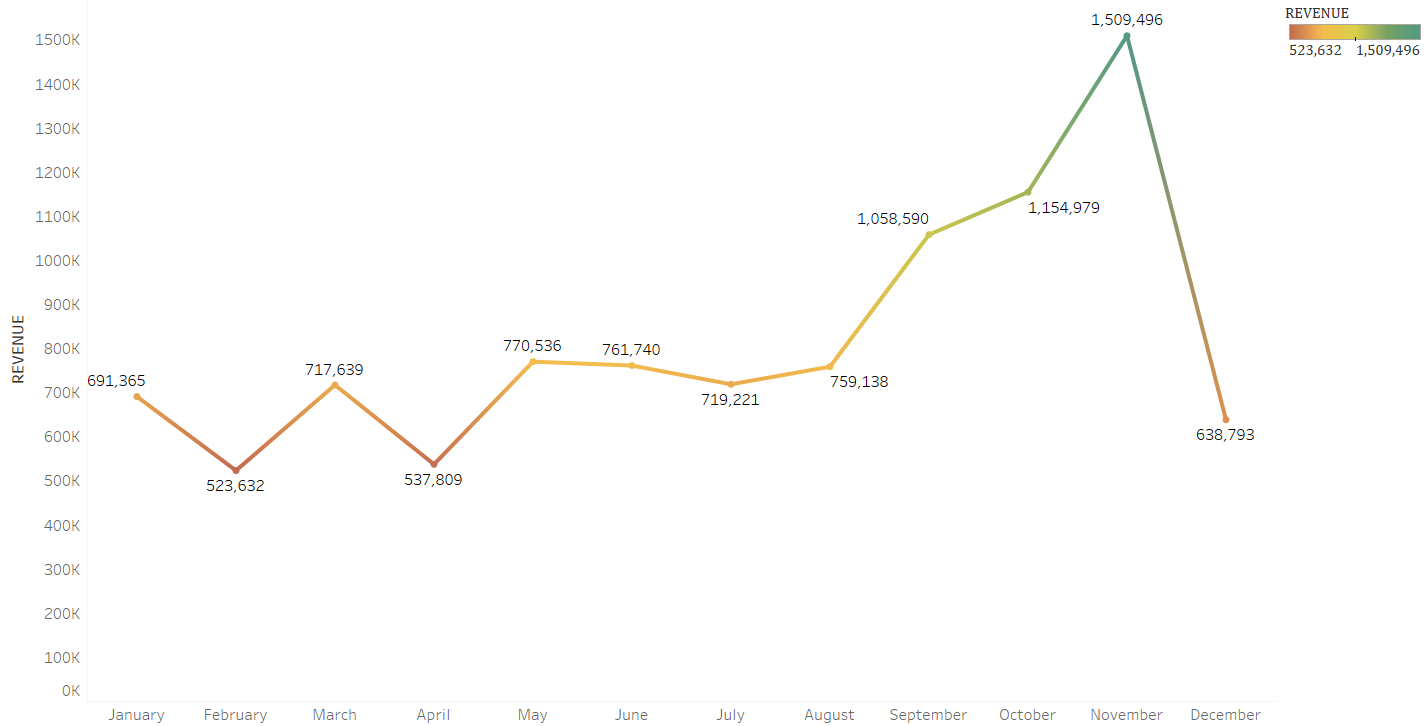 REVENUE
523,632 1,509,496
1500K
1400K
1300K
1200K
1100K
1000K
900K
800K
700K
600K
500K
400K
300K
200K
100K
0K
REVENUE
691,365
523,632
717,639
537,809
770,536
761,740
719,221
759,138
1,058,590
1,154,979
1,509,496
638,793
January February March April May June July August September October November December